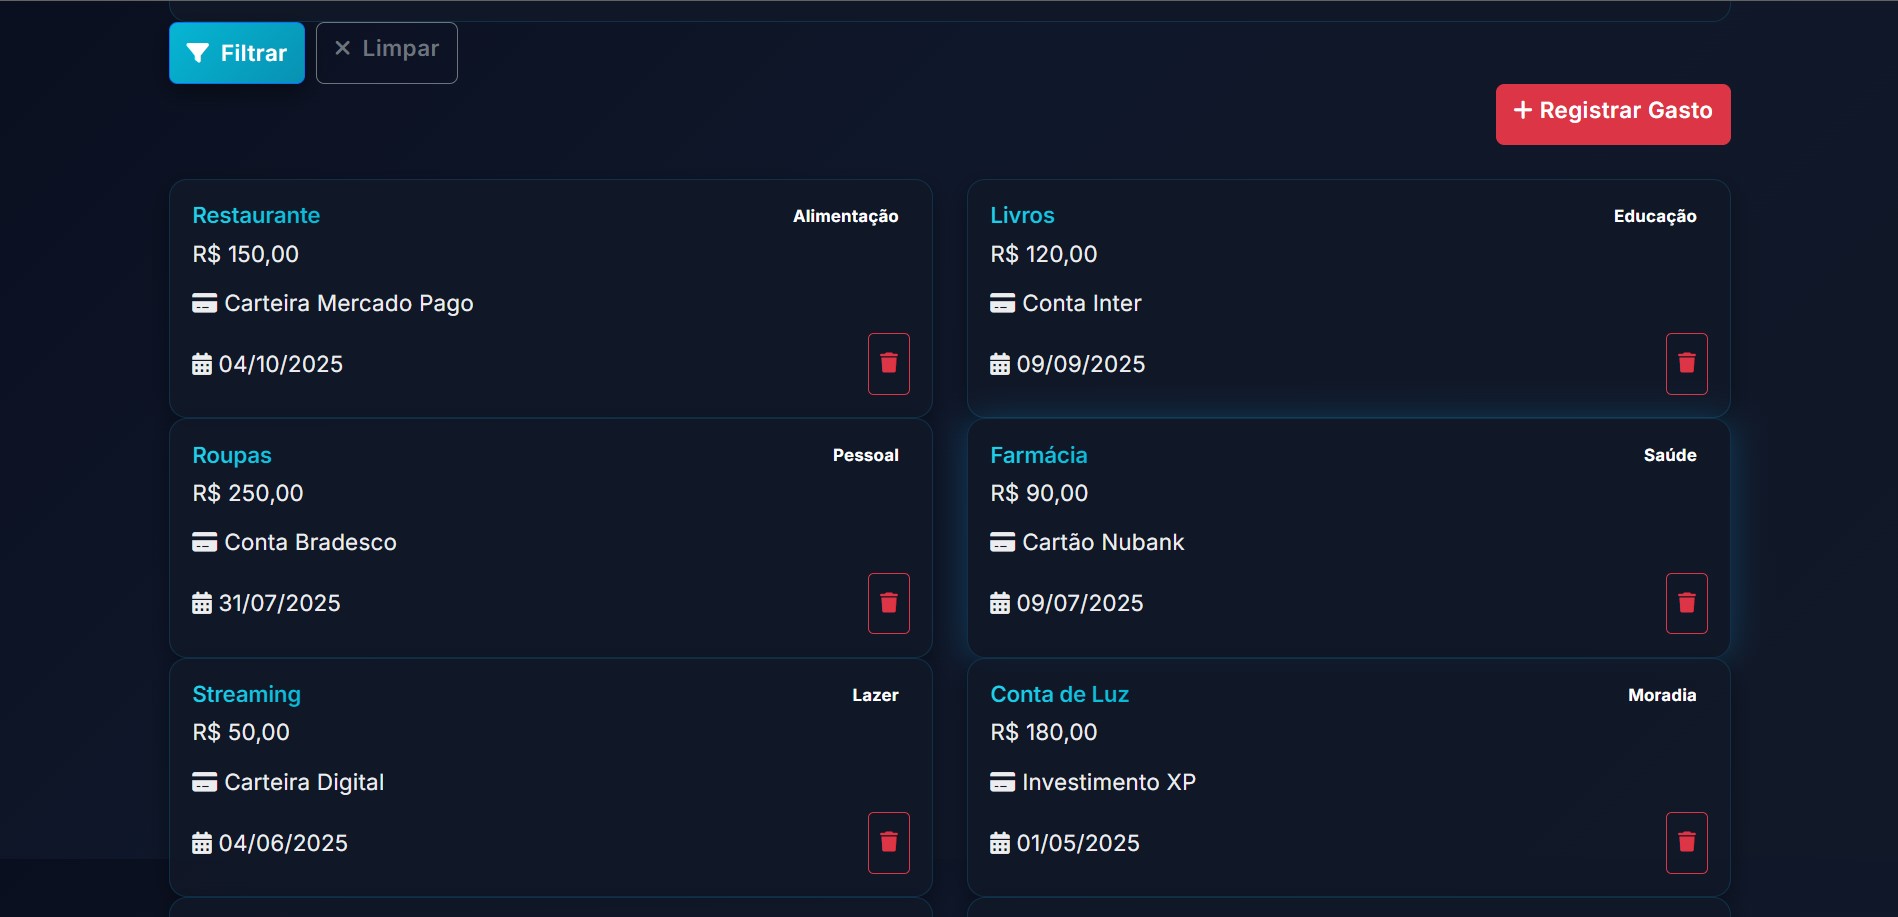 Filtrar
Limpar
Registrar Gasto
Restaurante
Alimentação
R$ 150,00
Carteira Mercado Pago
04/10/2025
Livros
Educação
R$ 120,00
Conta Inter
09/09/2025
Roupas
Pessoal
R$ 250,00
Conta Bradesco
31/07/2025
Farmácia
Saúde
R$ 90,00
Cartão Nubank
09/07/2025
Streaming
Lazer
R$ 50,00
Carteira Digital
04/06/2025
Conta de Luz
Moradia
R$ 180,00
Investimento XP
01/05/2025